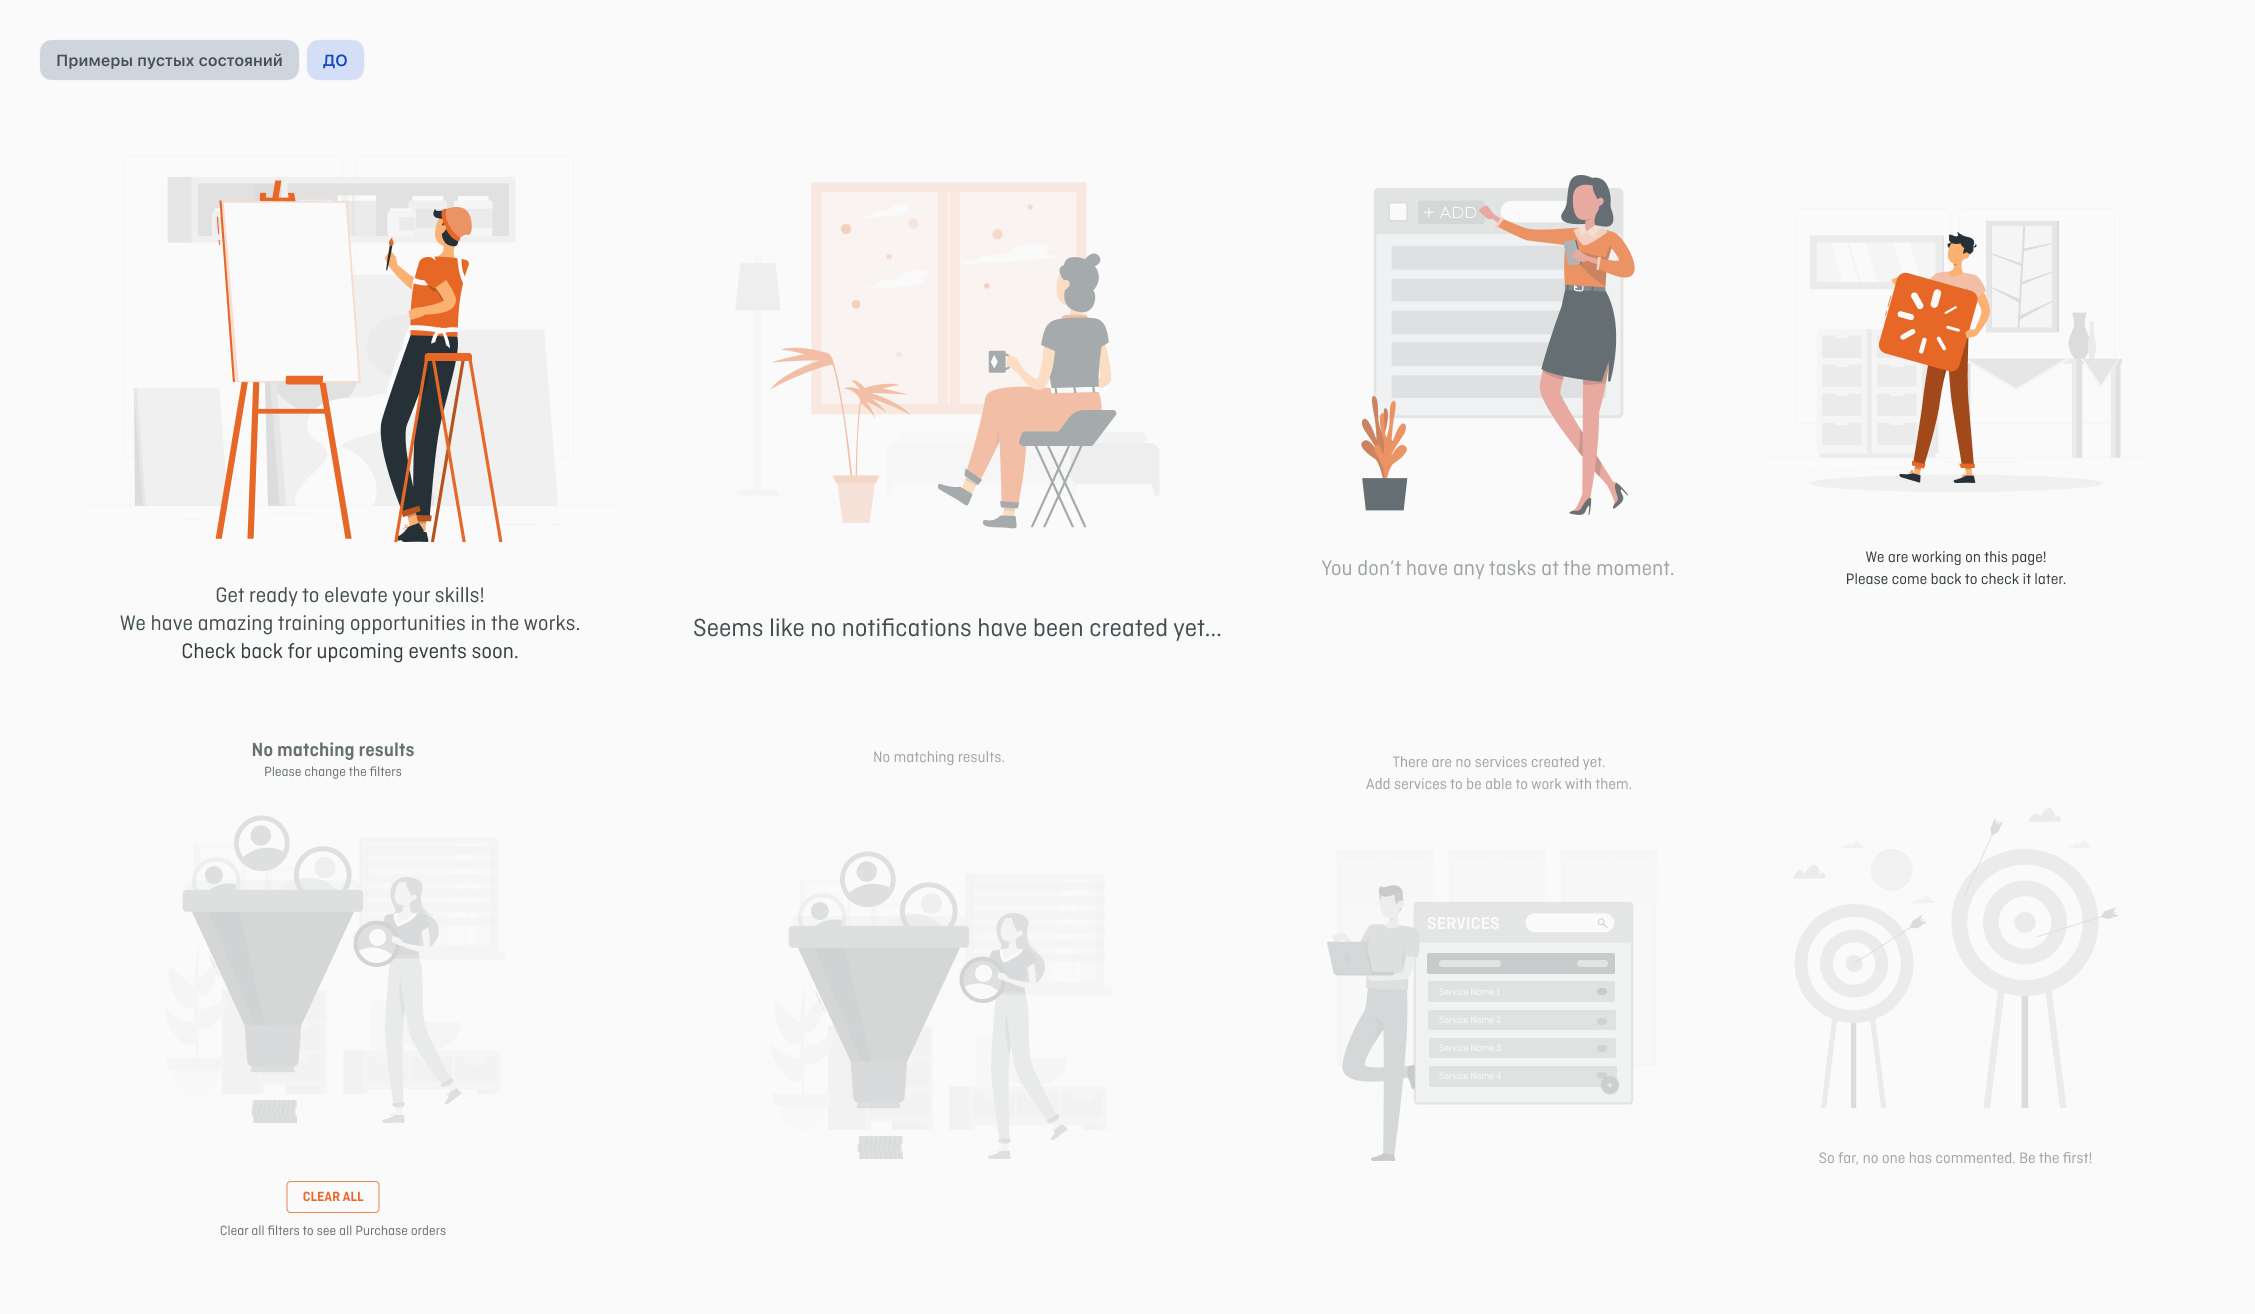 Примеры пустых состояний
ДО
+ ADD
Get ready to elevate your skills!
We have amazing training opportunities in the works.
Check back for upcoming events soon.
Seems like no notifications have been created yet...
You don't have any tasks at the moment.
We are working on this page!
Please come back to check it later.
No matching results
Please change the filters
CLEAR ALL
Clear all filters to see all Purchase orders
No matching results.
There are no services created yet.
Add services to be able to work with them.
SERVICES
Service Name 1
Service Name 2
Service Name 3
Service Name 4
So far, no one has commented. Be the first!